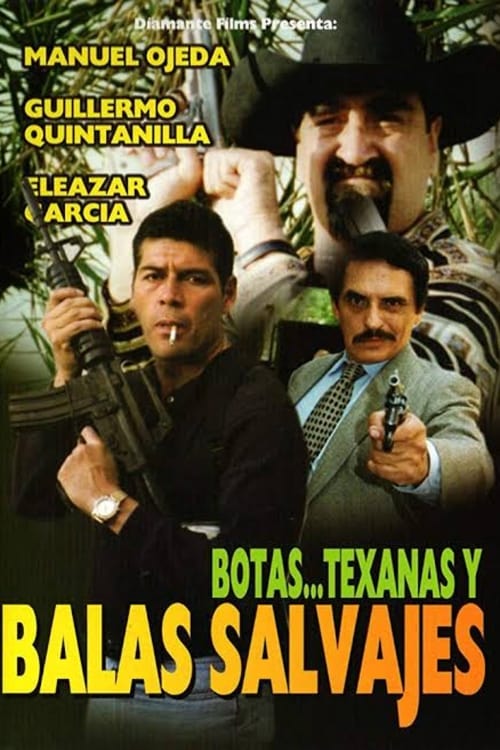 Diamante Films Presenta:
MANUEL OJEDA
GUILLERMO
QUINTANILLA
ELEAZAR
GARCIA
BOTAS...TEXANAS Y
BALAS SALVAJES